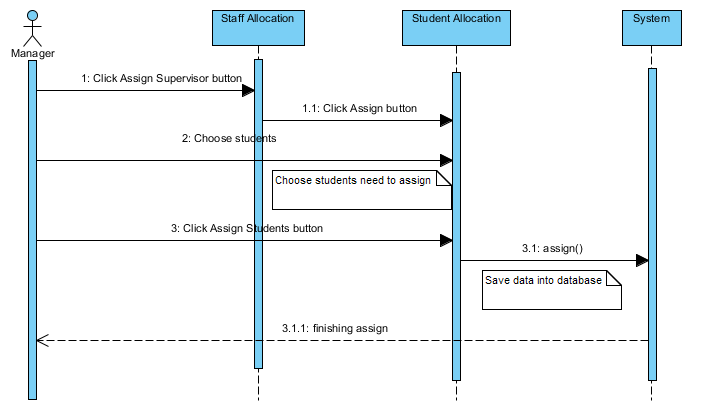 Staff Allocation
Student Allocation
System
Manager
1: Click Assign Supervisor button
1.1: Click Assign button
2: Choose students
Choose students need to assign
3: Click Assign Students button
3.1: assign()
Save data into database
3.1.1: finishing assign